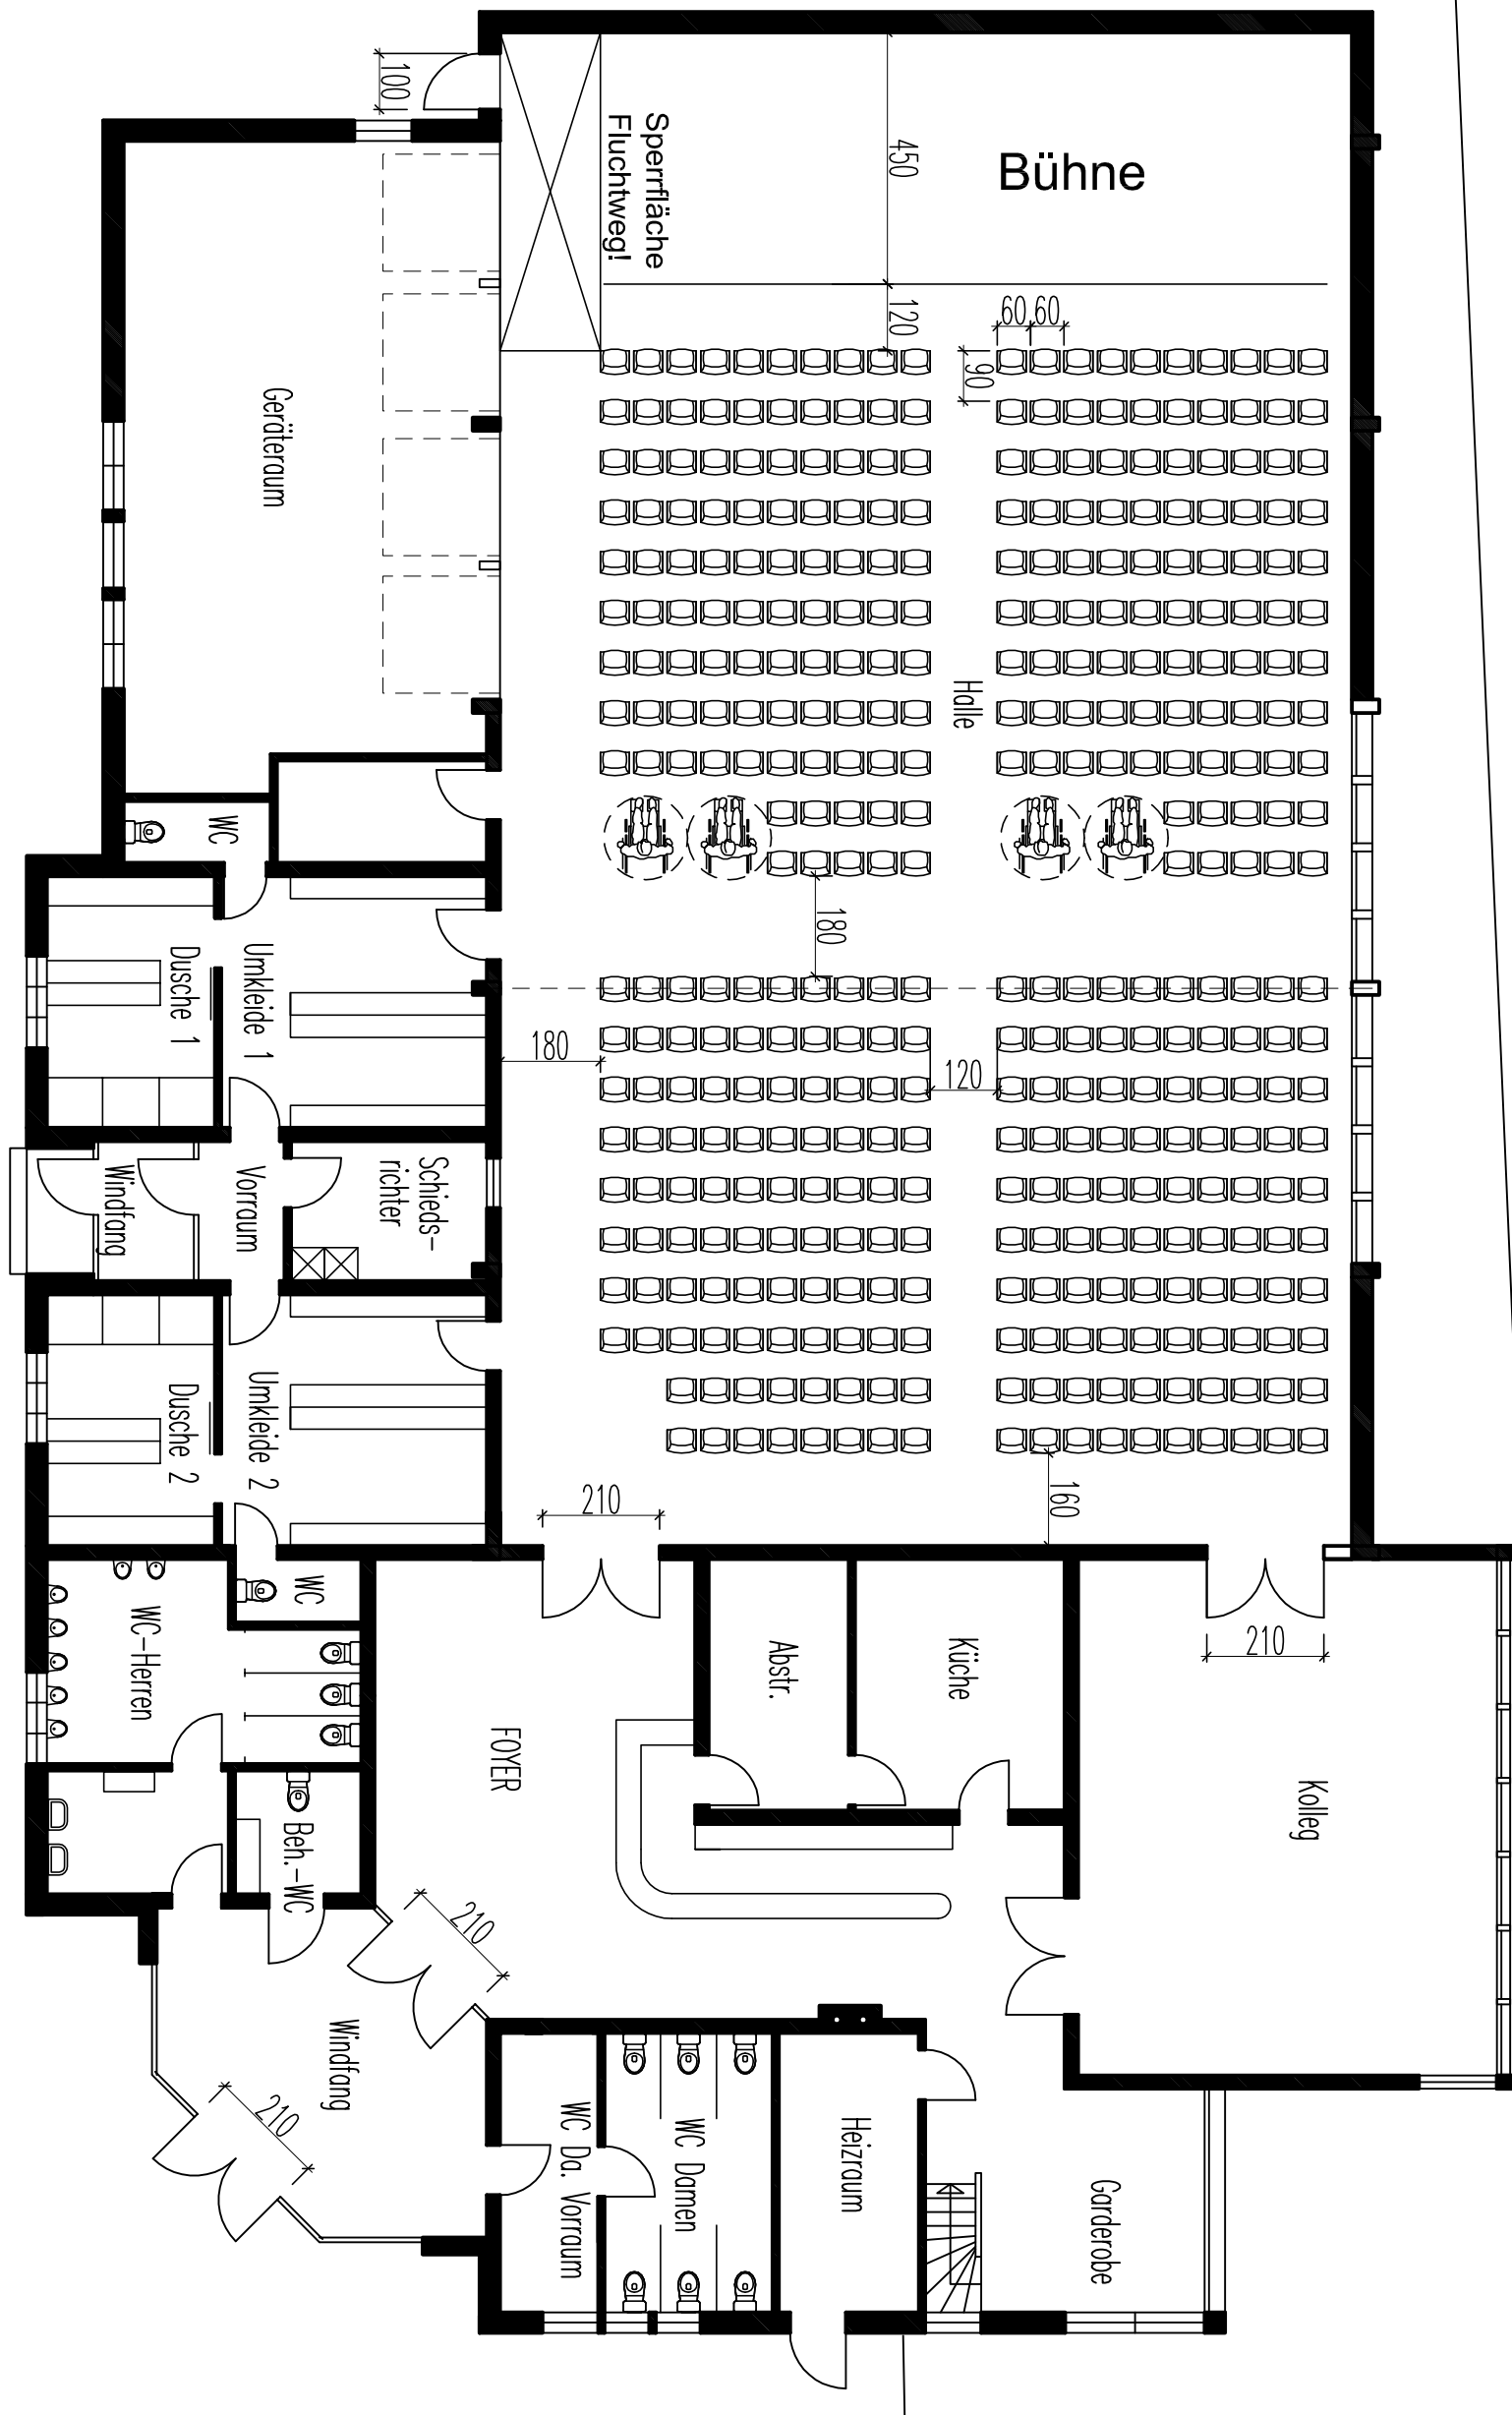 Bühne
Sperrfläche
Fluchtweg!
100
450
120
60
60
90
Geräteraum
Halle
WC
180
Umkleide 1
Dusche 1
180
120
Schieds-
richter
Vorraum
Windfang
Umkleide 2
Dusche 2
210
160
WC
WC-Herren
Abstr.
Küche
210
FOYER
Kolleg
Beh.-WC
210
Windfang
210
WC Da. Vorraum
WC Damen
Heizraum
Garderobe